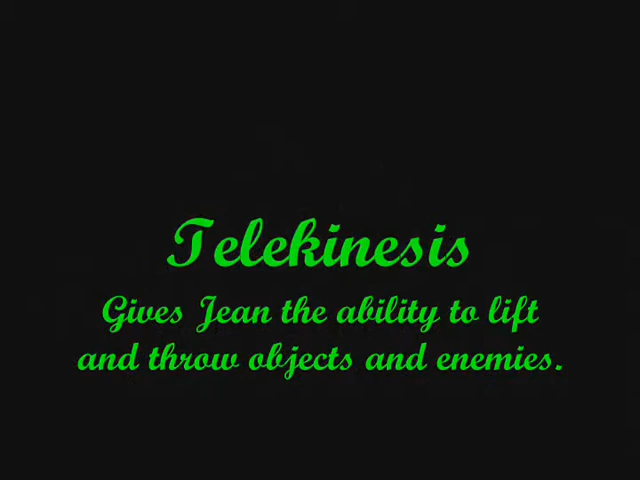 Telekinesis
Gives Jean the ability to lift
and throw objects and enemies.